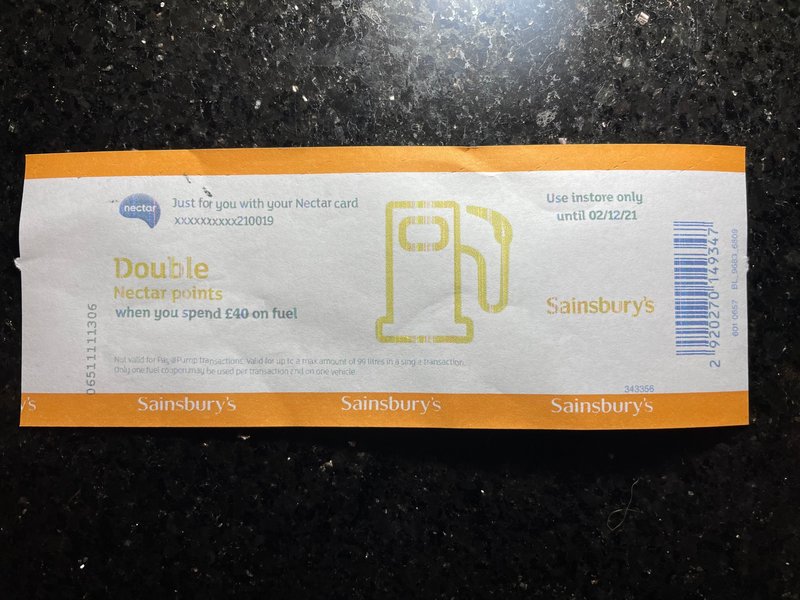 nectar
Just for you with your Nectar card
xxxxxxxxxx210019
Double
Nectar points
when you spend £40 on fuel
Not valid for Pay@Pump transactions. Valid for up to a max amount of 99 litres in a single transaction.
Only one fuel coupon may be used per transaction and on one vehicle.
06511111306
Use instore only
until 02/12/21
Sainsbury's
2 920270 149347
601 0657 BL_9683_6809
343356
's Sainsbury's Sainsbury's Sainsbury's